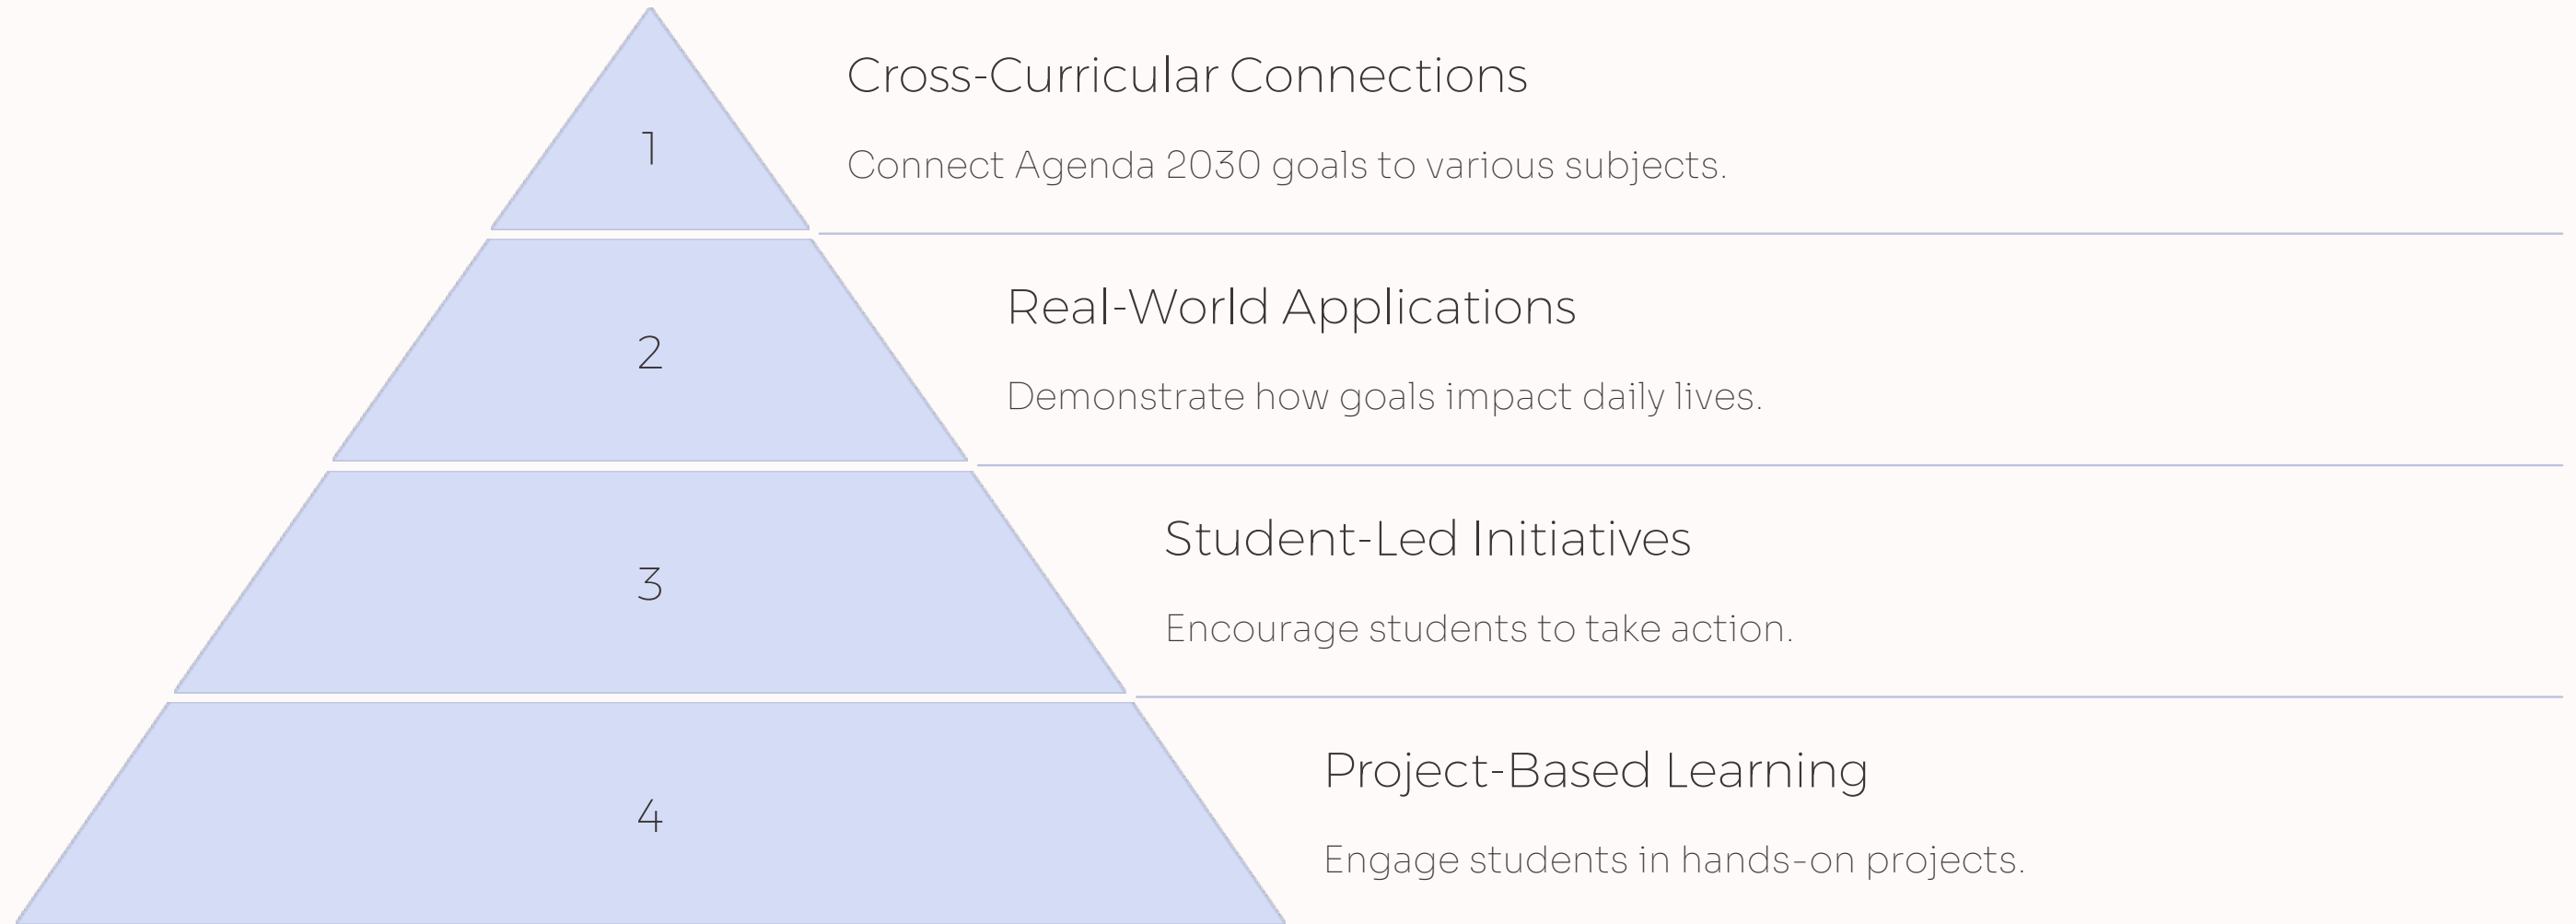 1
Cross-Curricular Connections
Connect Agenda 2030 goals to various subjects.
2
Real-World Applications
Demonstrate how goals impact daily lives.
3
Student-Led Initiatives
Encourage students to take action.
4
Project-Based Learning
Engage students in hands-on projects.